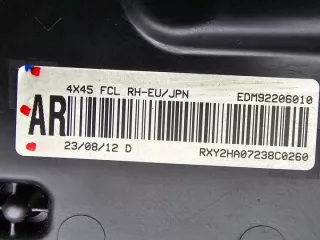 4X45 FCL RH-EU/JPN EDM92206010
AR
23/08/12 D RXY2HA07238C0260